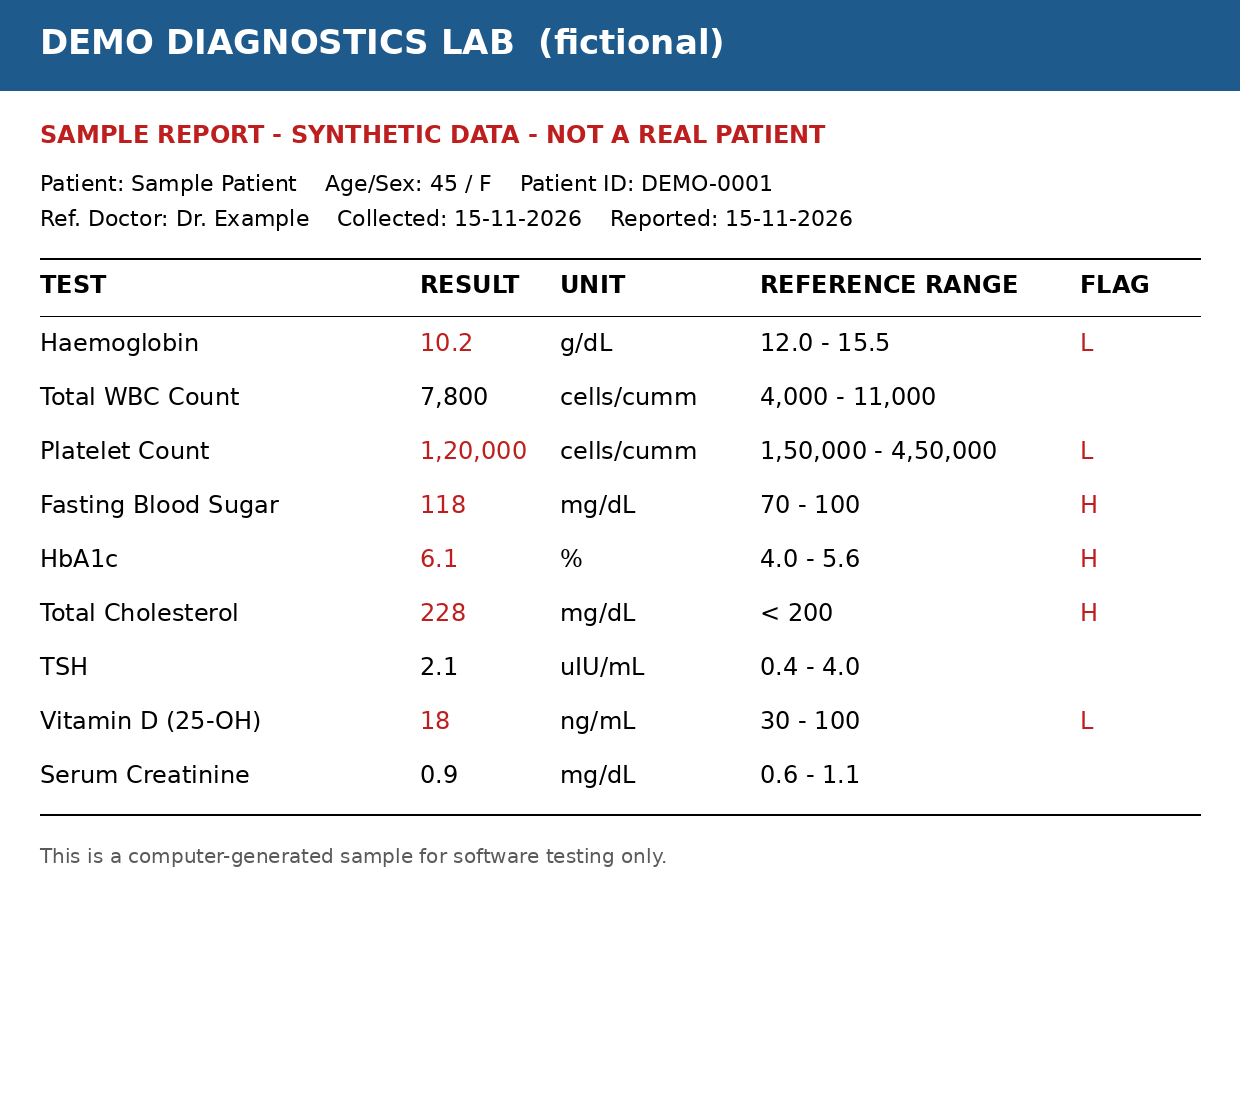 DEMO DIAGNOSTICS LAB (fictional)
SAMPLE REPORT - SYNTHETIC DATA - NOT A REAL PATIENT
Patient: Sample Patient Age/Sex: 45 / F Patient ID: DEMO-0001
Ref. Doctor: Dr. Example Collected: 15-11-2026 Reported: 15-11-2026
TEST RESULT UNIT REFERENCE RANGE FLAG
Haemoglobin 10.2 g/dL 12.0 - 15.5 L
Total WBC Count 7,800 cells/cumm 4,000 - 11,000
Platelet Count 1,20,000 cells/cumm 1,50,000 - 4,50,000 L
Fasting Blood Sugar 118 mg/dL 70 - 100 H
HbA1c 6.1 % 4.0 - 5.6 H
Total Cholesterol 228 mg/dL < 200 H
TSH 2.1 uIU/mL 0.4 - 4.0
Vitamin D (25-OH) 18 ng/mL 30 - 100 L
Serum Creatinine 0.9 mg/dL 0.6 - 1.1
This is a computer-generated sample for software testing only.